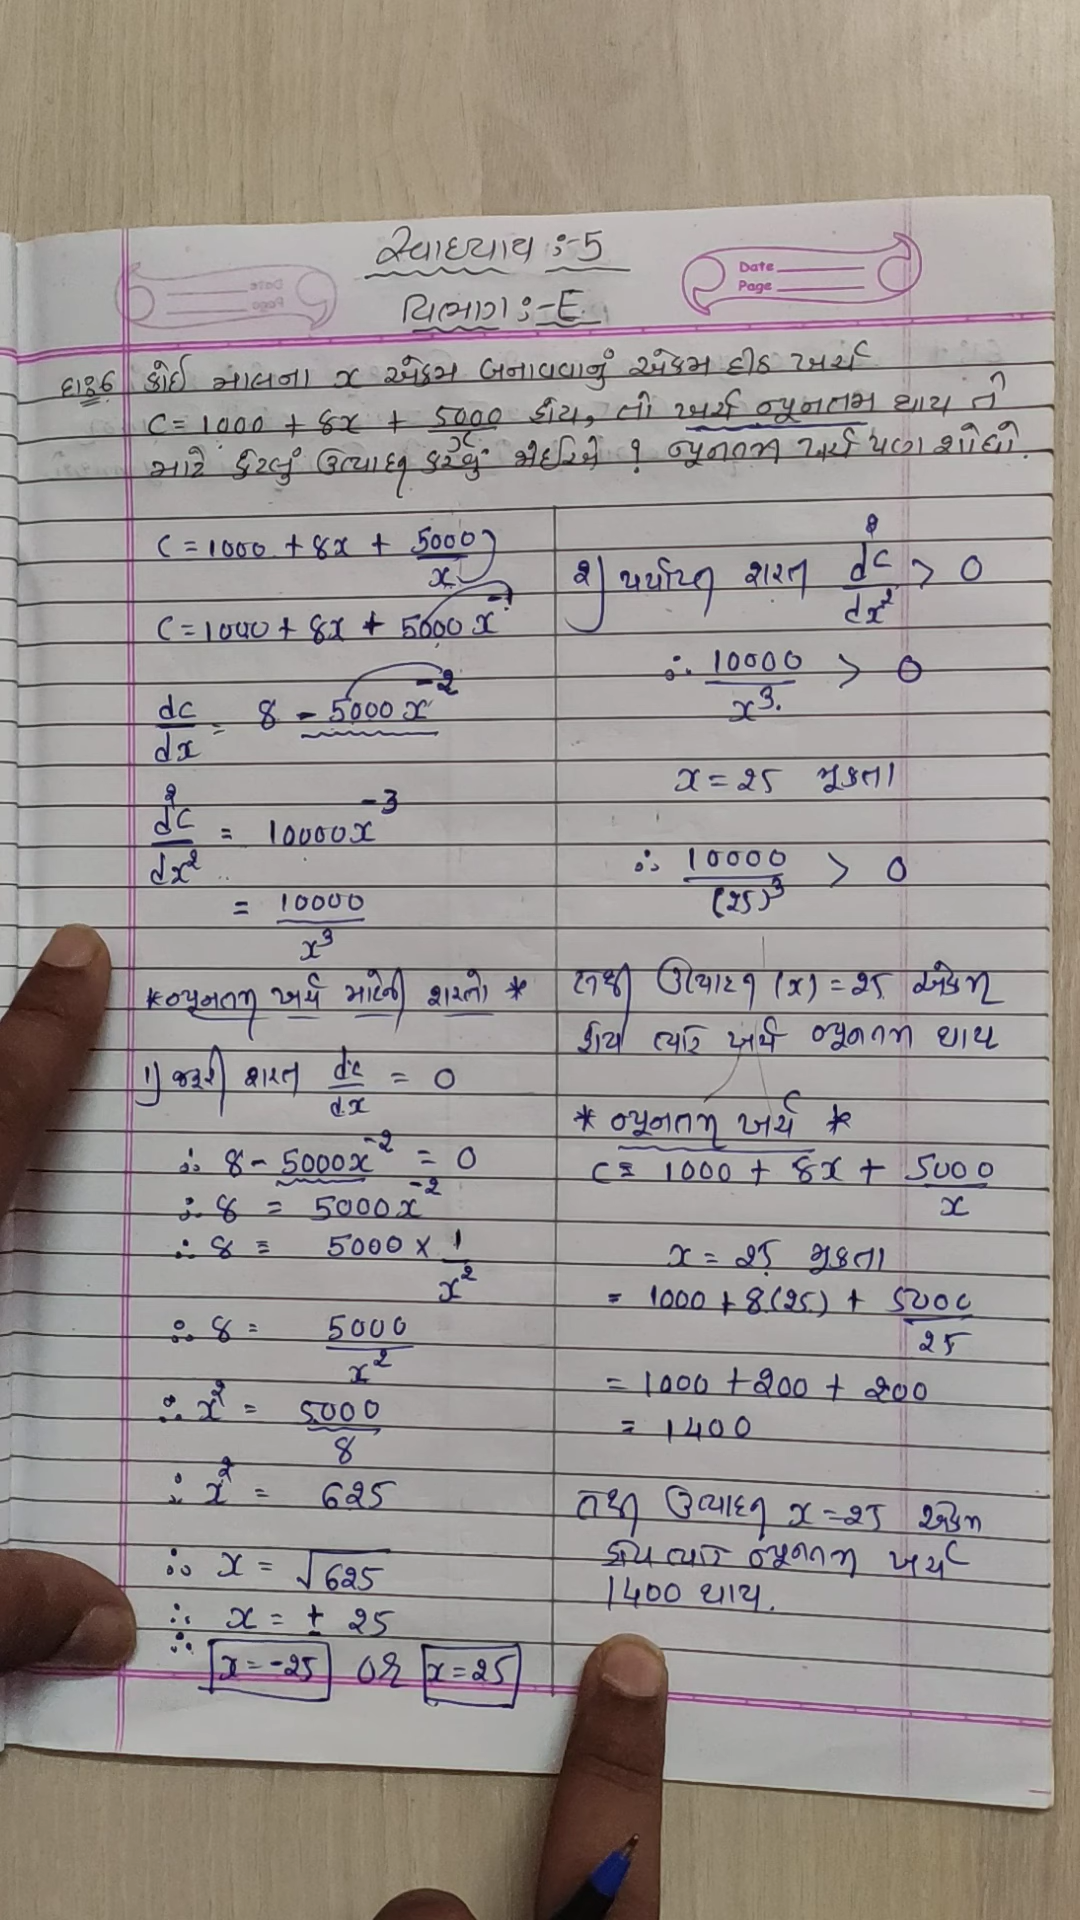 સ્વાધ્યાય :-5
વિભાગ :-E
Date
Page
દા.રૂ.6 કોઈ માલના x એકમ બનાવવાનું એકમ દીઠ ખર્ચ
C = 1000 + 8x + 5000/x હોય, તો ખર્ચ ન્યૂનતમ થાય તે
માટે કેટલું ઉત્પાદન કરવું જોઈએ ? ન્યૂનતમ ખર્ચ પણ શોધો.
C = 1000 + 8x + 5000/x
C = 1000 + 8x + 5000x⁻¹
dc/dx = 8 - 5000x⁻²
d²c/dx² = 10000x⁻³
= 10000/x³
*ન્યૂનતમ ખર્ચ માટેની શરતો *
1) જરૂરી શરત dc/dx = 0
∴ 8 - 5000x⁻² = 0
∴ 8 = 5000x⁻²
∴ 8 = 5000 × 1/x²
∴ 8 = 5000/x²
∴ x² = 5000/8
∴ x² = 625
∴ x = √625
∴ x = ± 25
∴ x = -25 OR x = 25
2) પર્યાપ્ત શરત d²c/dx² > 0
∴ 10000/x³ > 0
x = 25 મુકતા
∴ 10000/(25)³ > 0
તેથી ઉત્પાદન (x) = 25 એકમ
હોય ત્યારે ખર્ચ ન્યૂનતમ થાય
* ન્યૂનતમ ખર્ચ *
C = 1000 + 8x + 5000/x
x = 25 મુકતા
= 1000 + 8(25) + 5000/25
= 1000 + 200 + 200
= 1400
તેથી ઉત્પાદન x = 25 એકમ
હોય ત્યારે ન્યૂનતમ ખર્ચ
1400 થાય.